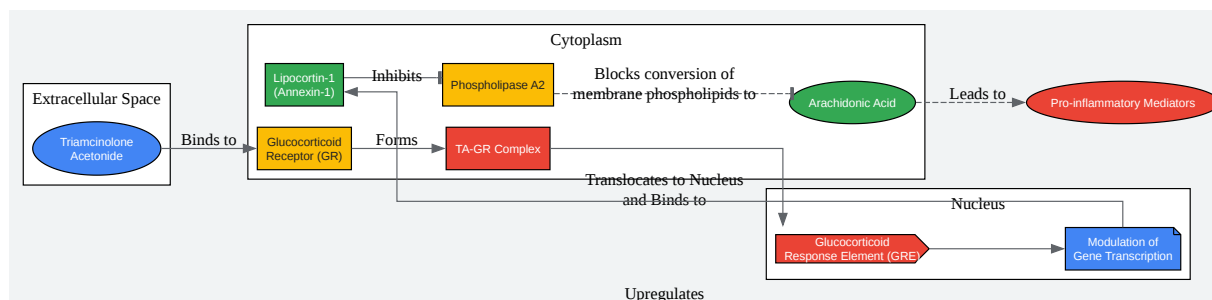 Cytoplasm
Lipocortin-1
(Annexin-1)
Inhibits
Phospholipase A2
Blocks conversion of
membrane phospholipids to
Arachidonic Acid
Leads to
Pro-inflammatory Mediators
Extracellular Space
Triamcinolone
Acetonide
Binds to
Glucocorticoid
Receptor (GR)
Forms
TA-GR Complex
Translocates to Nucleus
and Binds to
Nucleus
Glucocorticoid
Response Element (GRE)
Modulation of
Gene Transcription
Upregulates